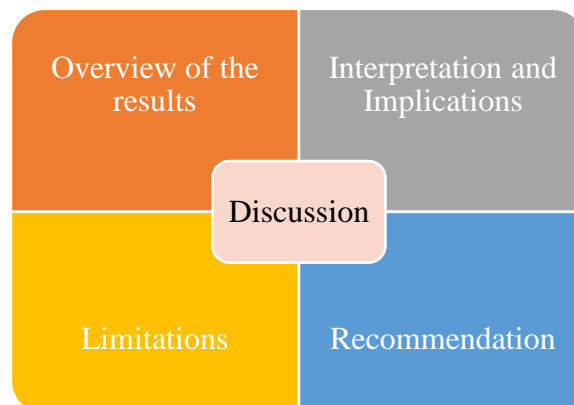 Overview of the
results
Interpretation and
Implications
Discussion
Limitations
Recommendation